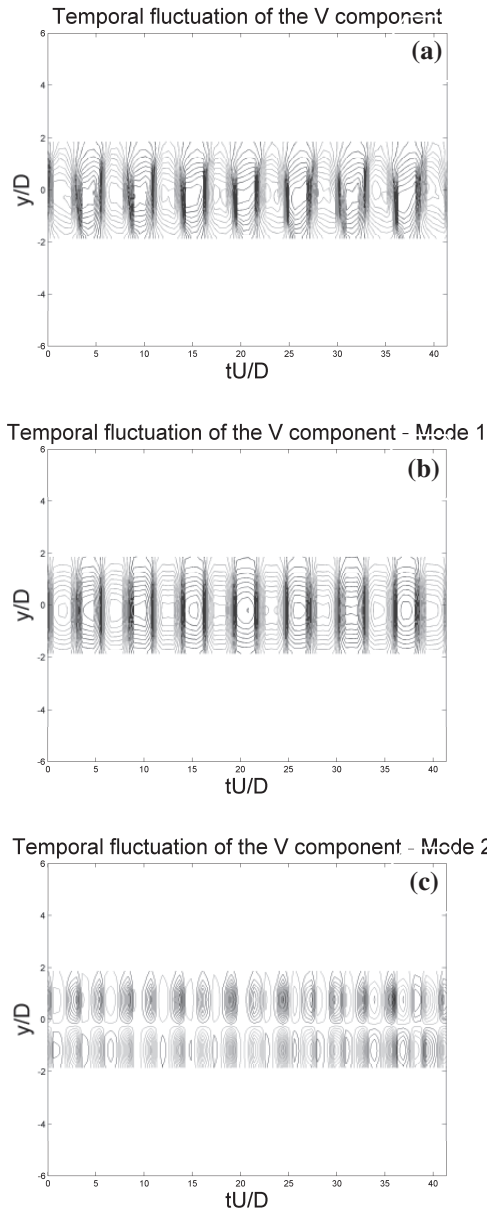 Temporal fluctuation of the V component
(a)
6
4
2
0
-2
-4
-6
y/D
0 5 10 15 20 25 30 35 40
tU/D
Temporal fluctuation of the V component - Mode 1
(b)
6
4
2
0
-2
-4
-6
y/D
0 5 10 15 20 25 30 35 40
tU/D
Temporal fluctuation of the V component - Mode 2
(c)
6
4
2
0
-2
-4
-6
y/D
0 5 10 15 20 25 30 35 40
tU/D